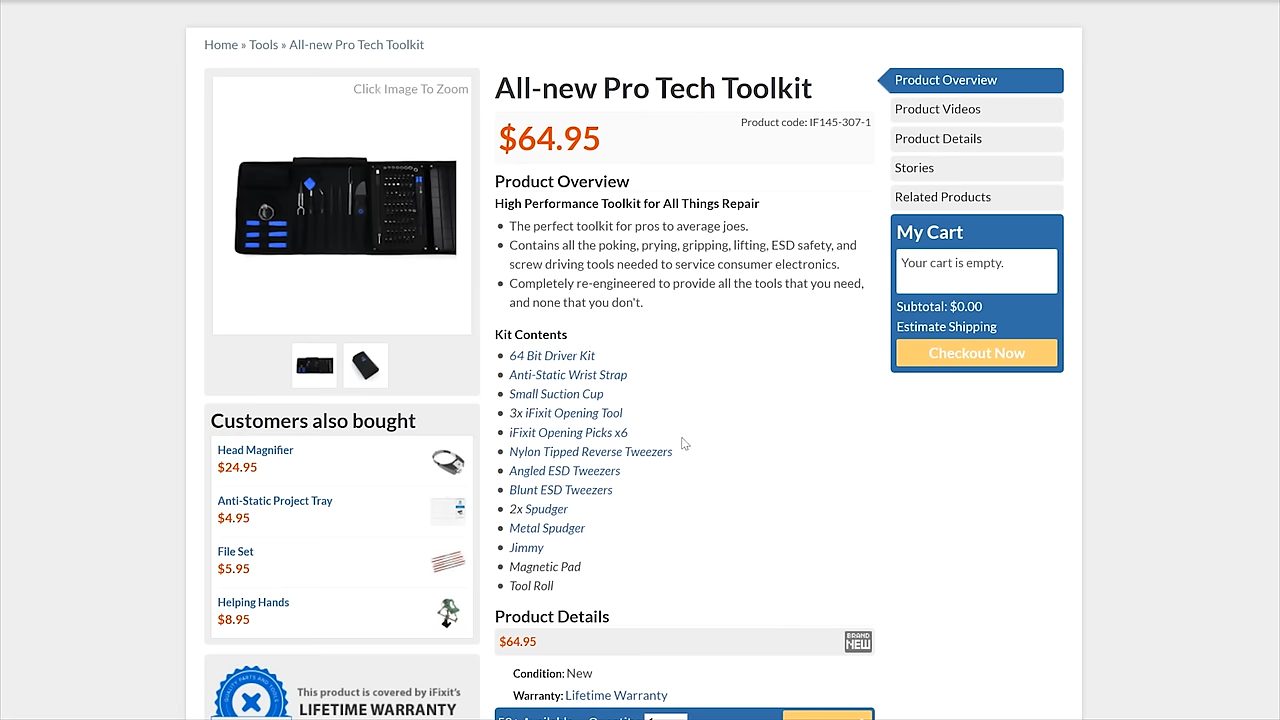 Home » Tools » All-new Pro Tech Toolkit
Click Image To Zoom
Customers also bought
Head Magnifier
$24.95
Anti-Static Project Tray
$4.95
File Set
$5.95
Helping Hands
$8.95
QUALITY PARTS AND TOOLS
This product is covered by iFixit's
LIFETIME WARRANTY
All-new Pro Tech Toolkit
$64.95
Product code: IF145-307-1
Product Overview
High Performance Toolkit for All Things Repair
• The perfect toolkit for pros to average joes.
• Contains all the poking, prying, gripping, lifting, ESD safety, and
screw driving tools needed to service consumer electronics.
• Completely re-engineered to provide all the tools that you need,
and none that you don't.
Kit Contents
• 64 Bit Driver Kit
• Anti-Static Wrist Strap
• Small Suction Cup
• 3x iFixit Opening Tool
• iFixit Opening Picks x6
• Nylon Tipped Reverse Tweezers
• Angled ESD Tweezers
• Blunt ESD Tweezers
• 2x Spudger
• Metal Spudger
• Jimmy
• Magnetic Pad
• Tool Roll
Product Details
$64.95
BRAND
NEW
Condition: New
Warranty: Lifetime Warranty
Product Overview
Product Videos
Product Details
Stories
Related Products
My Cart
Your cart is empty.
Subtotal: $0.00
Estimate Shipping
Checkout Now